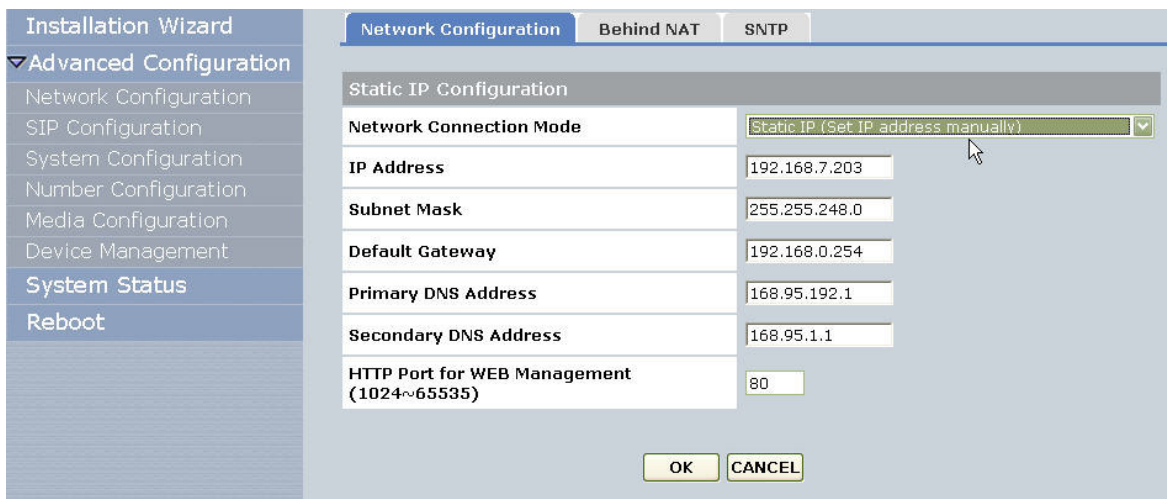 Installation Wizard
Advanced Configuration
Network Configuration
SIP Configuration
System Configuration
Number Configuration
Media Configuration
Device Management
System Status
Reboot
Network Configuration
Behind NAT
SNTP
Static IP Configuration
Network Connection Mode
Static IP (Set IP address manually)
IP Address
192.168.7.203
Subnet Mask
255.255.248.0
Default Gateway
192.168.0.254
Primary DNS Address
168.95.192.1
Secondary DNS Address
168.95.1.1
HTTP Port for WEB Management
(1024~65535)
80
OK
CANCEL